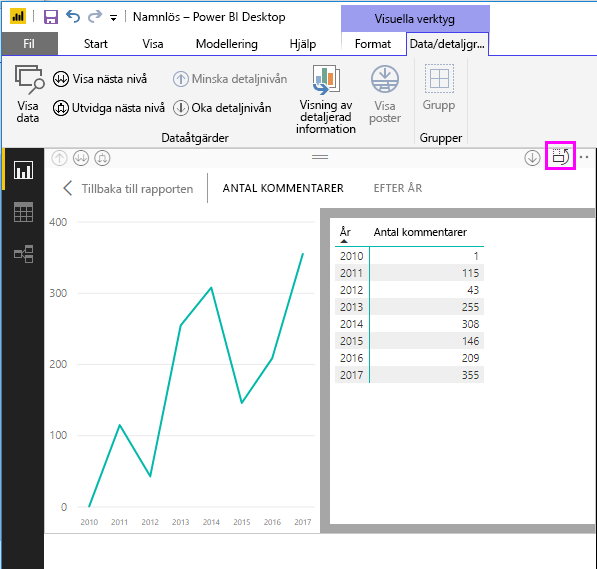 Namnlös – Power BI Desktop
Visuella verktyg
Fil Start Visa Modellering Hjälp Format Data/detaljgr...
Visa data
Visa nästa nivå
Utvidga nästa nivå
Minska detaljnivån
Öka detaljnivån
Visning av detaljerad information
Visa poster
Grupp
Dataåtgärder
Grupper
Tillbaka till rapporten
ANTAL KOMMENTARER
EFTER ÅR
400
300
200
100
0
2010 2011 2012 2013 2014 2015 2016 2017
År Antal kommentarer
2010 1
2011 115
2012 43
2013 255
2014 308
2015 146
2016 209
2017 355